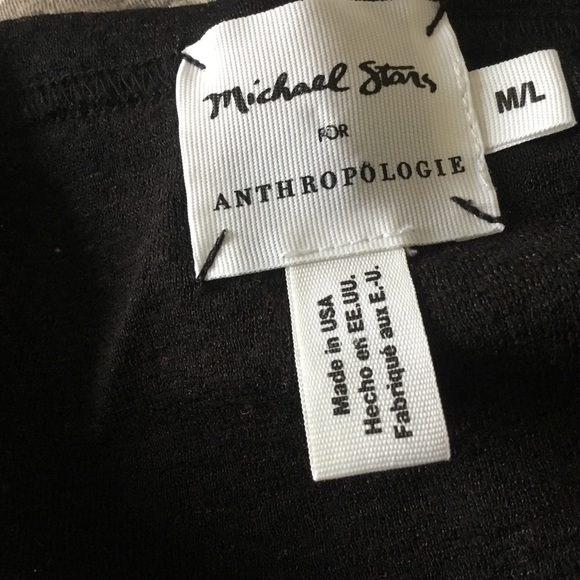 Michael Stars
FOR
ANTHROPOLOGIE
M/L
Made in USA
Hecho en EE.UU.
Fabriqué aux E.-U.